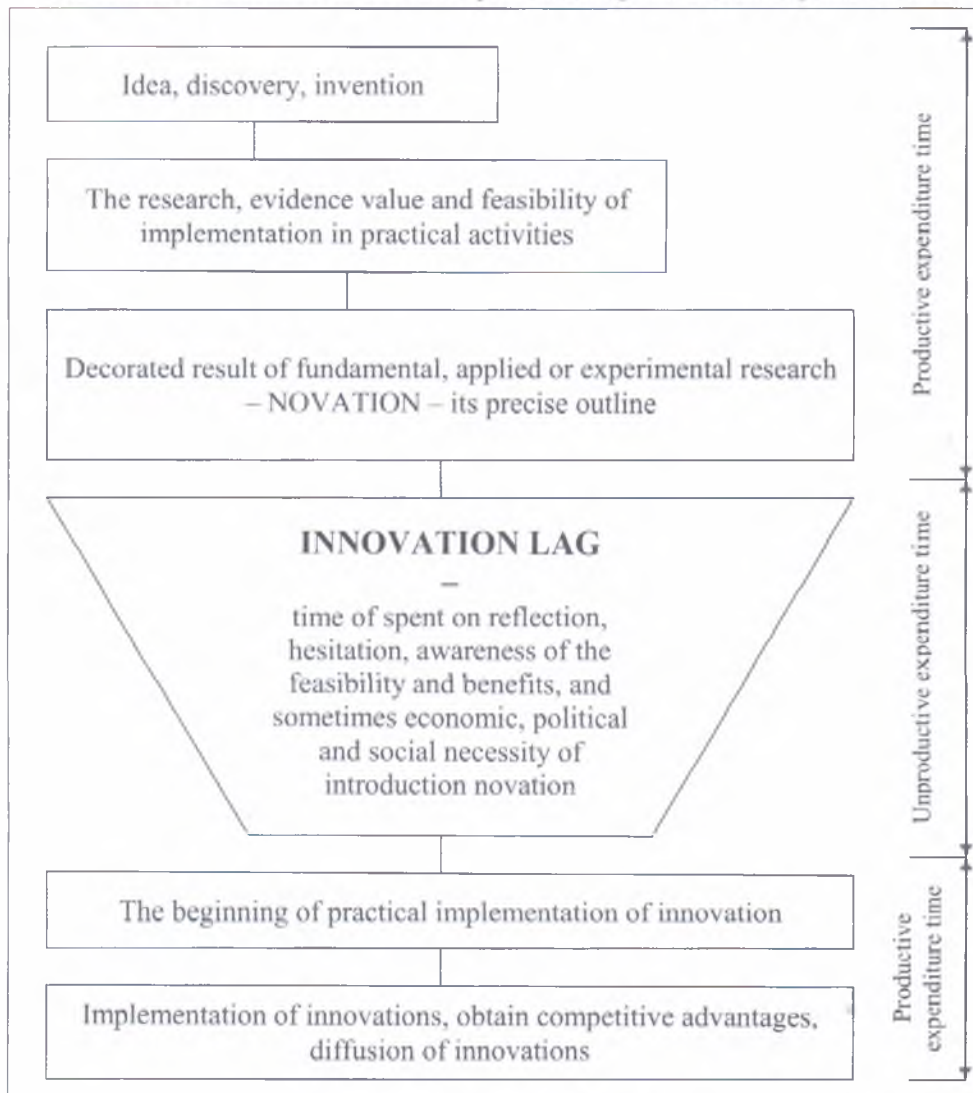 Idea, discovery, invention
The research, evidence value and feasibility of
implementation in practical activities
Decorated result of fundamental, applied or experimental research
– NOVATION – its precise outline
Productive expenditure time
INNOVATION LAG
–
time of spent on reflection,
hesitation, awareness of the
feasibility and benefits, and
sometimes economic, political
and social necessity of
introduction novation
Unproductive expenditure time
The beginning of practical implementation of innovation
Implementation of innovations, obtain competitive advantages,
diffusion of innovations
Productive
expenditure time